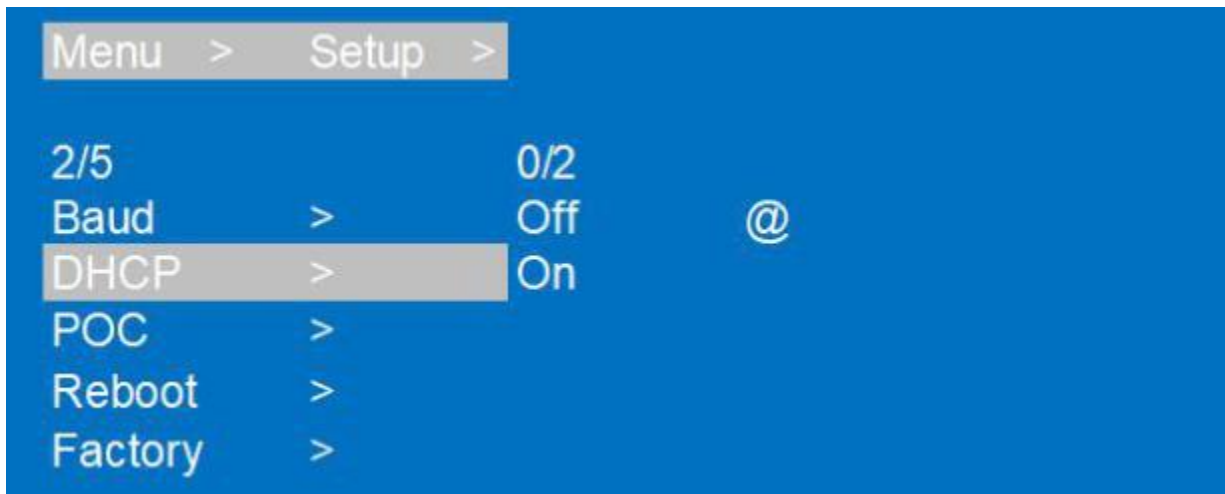 Menu > Setup >
2/5 0/2
Baud > Off @
DHCP > On
POC >
Reboot >
Factory >